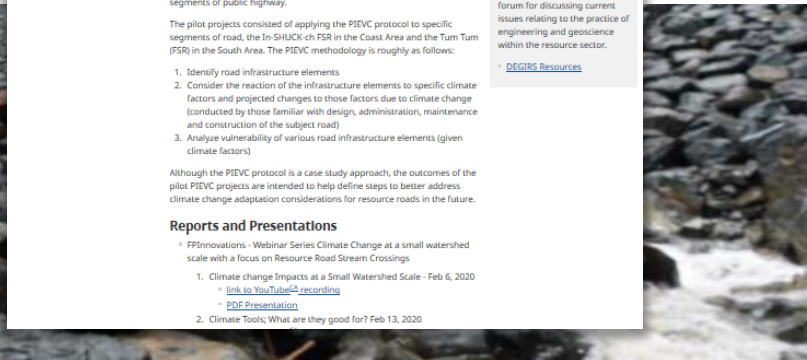 segments of public highway.
The pilot projects consisted of applying the PIEVC protocol to specific
segments of road, the In-SHUCK-ch FSR in the Coast Area and the Tum Tum
(FSR) in the South Area. The PIEVC methodology is roughly as follows:
1. Identify road infrastructure elements
2. Consider the reaction of the infrastructure elements to specific climate
factors and projected changes to those factors due to climate change
(conducted by those familiar with design, administration, maintenance
and construction of the subject road)
3. Analyze vulnerability of various road infrastructure elements (given
climate factors)
Although the PIEVC protocol is a case study approach, the outcomes of the
pilot PIEVC projects are intended to help define steps to better address
climate change adaptation considerations for resource roads in the future.
Reports and Presentations
FPInnovations - Webinar Series Climate Change at a small watershed
scale with a focus on Resource Road Stream Crossings
1. Climate change Impacts at a Small Watershed Scale - Feb 6, 2020
link to YouTube recording
PDF Presentation
2. Climate Tools; What are they good for? Feb 13, 2020
forum for discussing current
issues relating to the practice of
engineering and geoscience
within the resource sector.
DEGIRS Resources